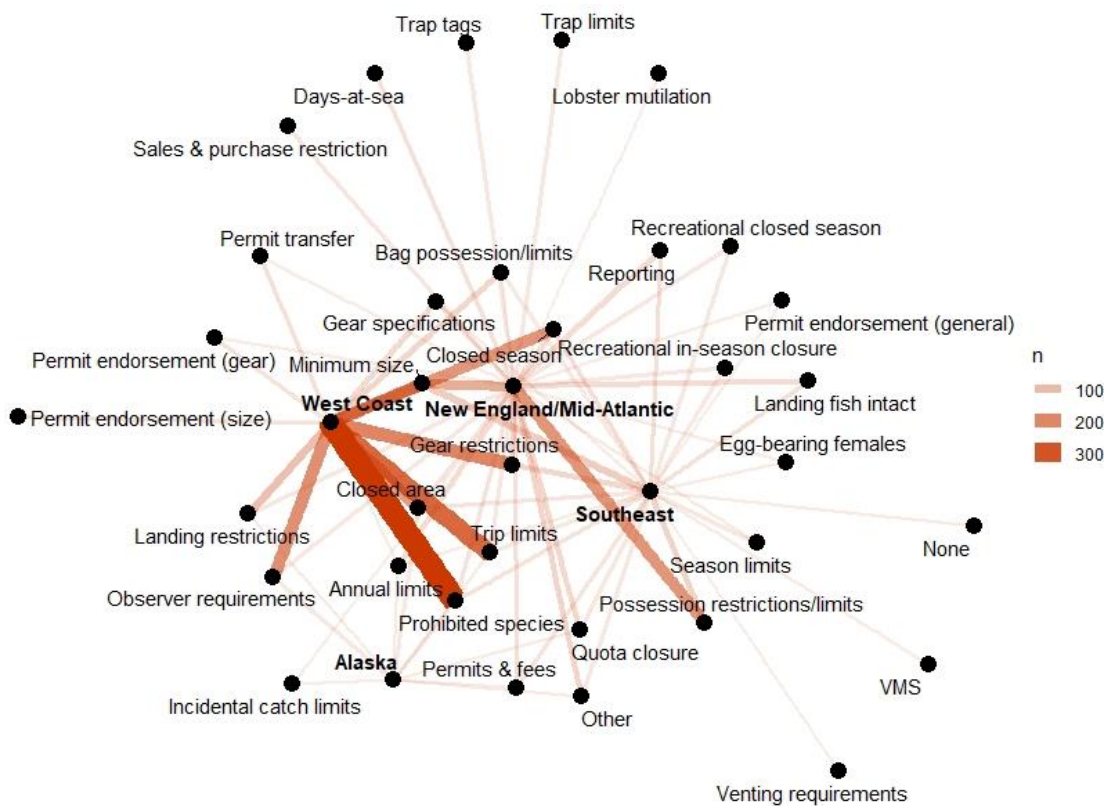 Trap tags
Trap limits
Days-at-sea
Lobster mutilation
Sales & purchase restriction
Permit transfer
Bag possession/limits
Recreational closed season
Reporting
Gear specifications
Permit endorsement (general)
Permit endorsement (gear)
Minimum size
Closed season
Recreational in-season closure
n
100
200
300
West Coast
New England/Mid-Atlantic
Landing fish intact
Permit endorsement (size)
Gear restrictions
Egg-bearing females
Closed area
Southeast
Landing restrictions
Trip limits
None
Season limits
Observer requirements
Annual limits
Possession restrictions/limits
Prohibited species
Quota closure
Alaska
Permits & fees
VMS
Incidental catch limits
Other
Venting requirements